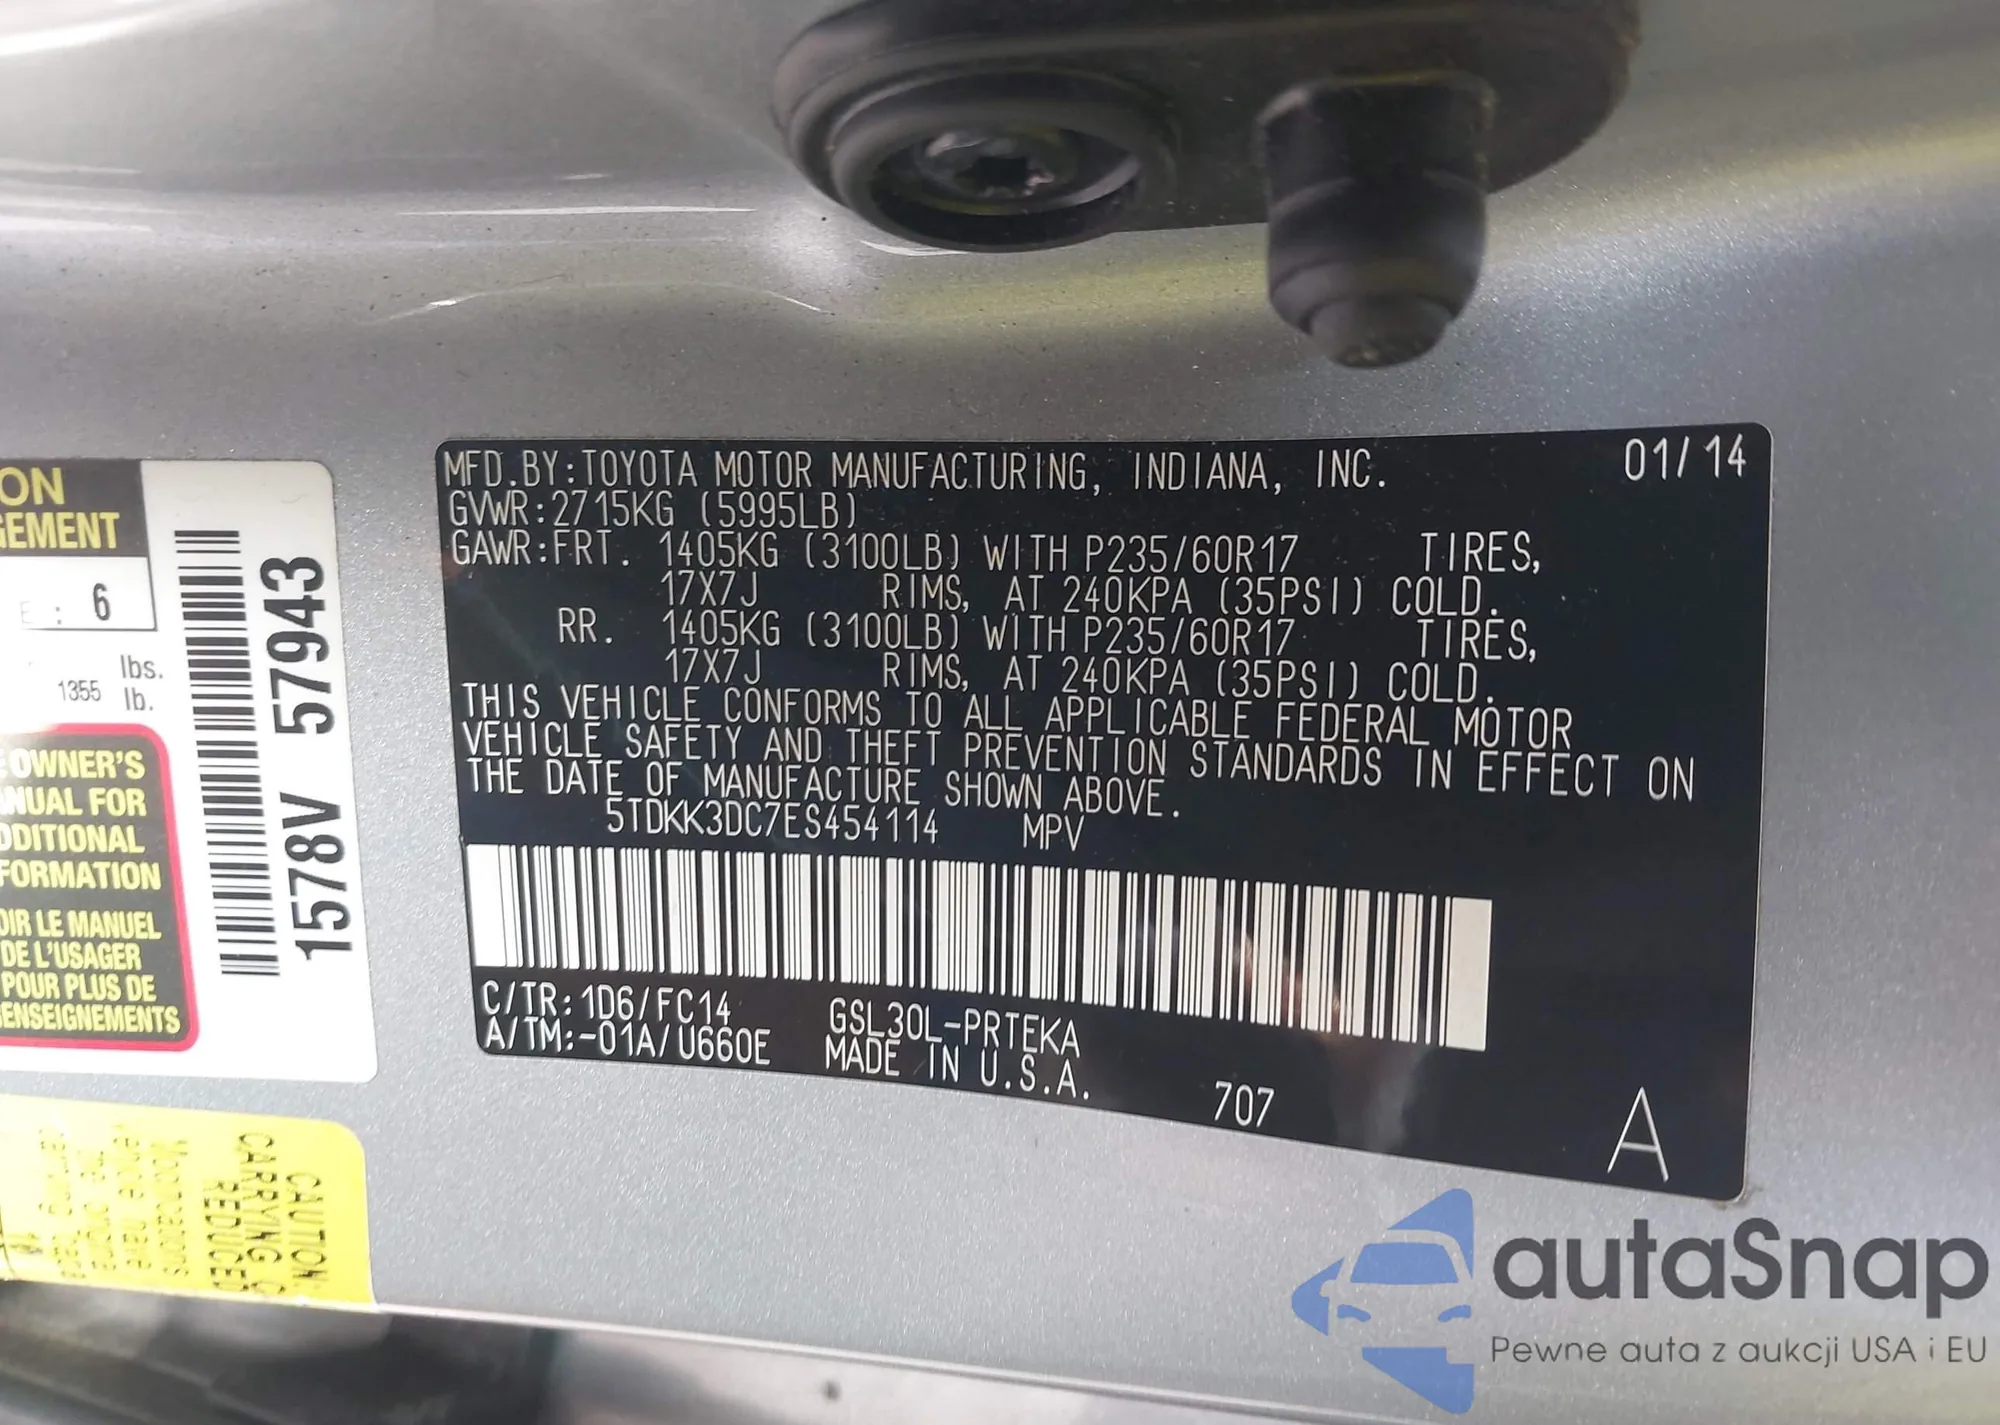 MFD.BY:TOYOTA MOTOR MANUFACTURING, INDIANA, INC. 01/14
GVWR:2715KG (5995LB)
GAWR:FRT. 1405KG (3100LB) WITH P235/60R17 TIRES,
17X7J RIMS, AT 240KPA (35PSI) COLD.
RR. 1405KG (3100LB) WITH P235/60R17 TIRES,
17X7J RIMS, AT 240KPA (35PSI) COLD.
THIS VEHICLE CONFORMS TO ALL APPLICABLE FEDERAL MOTOR
VEHICLE SAFETY AND THEFT PREVENTION STANDARDS IN EFFECT ON
THE DATE OF MANUFACTURE SHOWN ABOVE.
5TDKK3DC7ES454114 MPV
C/TR:1D6/FC14 GSL30L-PRTEKA
A/TM:-01A/U660E MADE IN U.S.A.
707
A
ON
GEMENT
E : 6
lbs.
1355 lb.
OWNER'S
NUAL FOR
DDITIONAL
FORMATION
OIR LE MANUEL
DE L'USAGER
POUR PLUS DE
ENSEIGNEMENTS
1578V 57943
CAUTION:
CARRYING C
REDUCED
autaSnap
Pewne auta z aukcji USA i EU